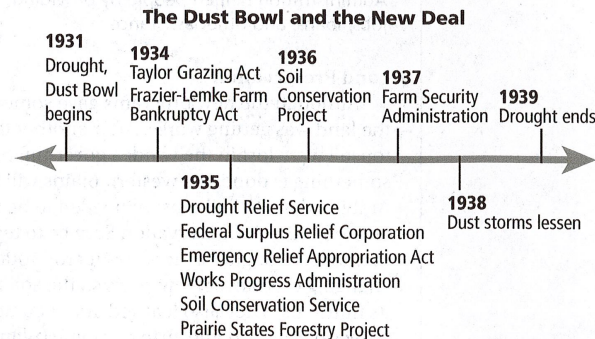 The Dust Bowl and the New Deal
1931
Drought,
Dust Bowl
begins
1934
Taylor Grazing Act
Frazier-Lemke Farm
Bankruptcy Act
1935
Drought Relief Service
Federal Surplus Relief Corporation
Emergency Relief Appropriation Act
Works Progress Administration
Soil Conservation Service
Prairie States Forestry Project
1936
Soil
Conservation
Project
1937
Farm Security
Administration
1938
Dust storms lessen
1939
Drought ends